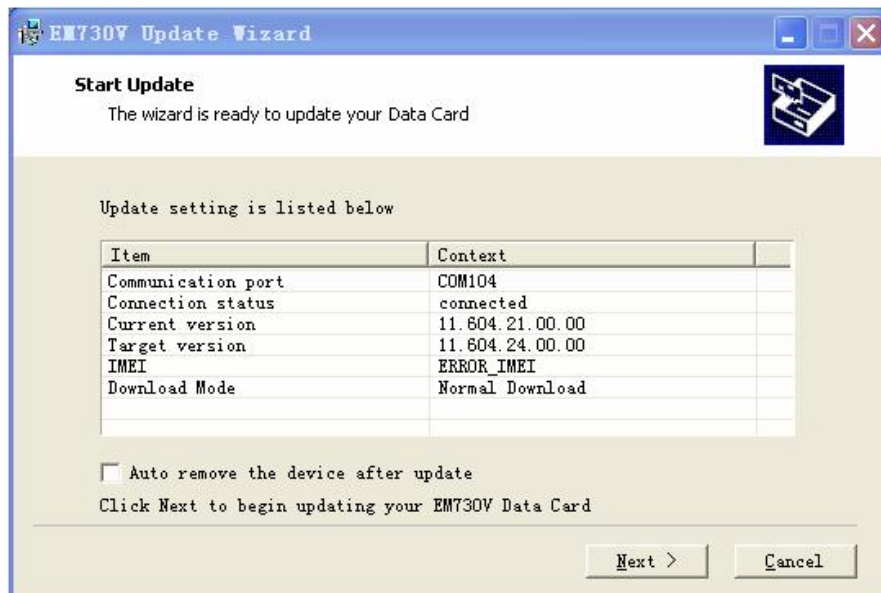 EM730V Update Wizard
Start Update
The wizard is ready to update your Data Card
Update setting is listed below
Item Context
Communication port COM104
Connection status connected
Current version 11.604.21.00.00
Target version 11.604.24.00.00
IMEI ERROR_IMEI
Download Mode Normal Download
Auto remove the device after update
Click Next to begin updating your EM730V Data Card
Next > Cancel